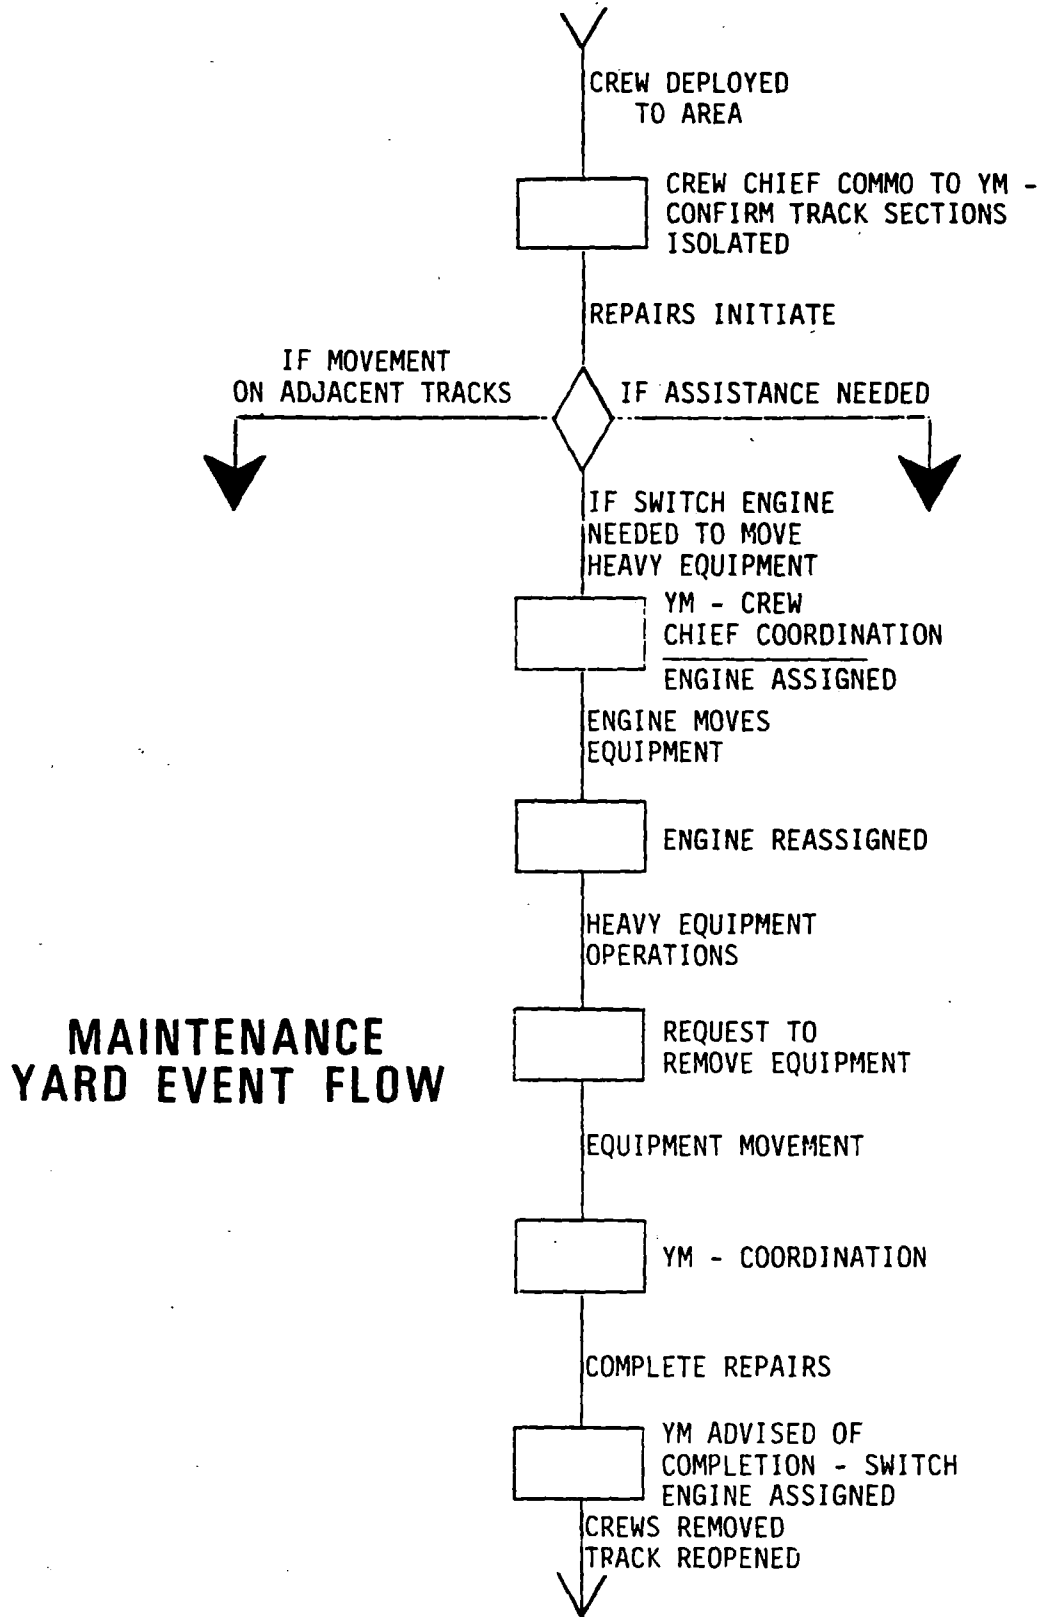 CREW DEPLOYED
TO AREA
CREW CHIEF COMMO TO YM -
CONFIRM TRACK SECTIONS
ISOLATED
REPAIRS INITIATE
IF MOVEMENT
ON ADJACENT TRACKS
IF ASSISTANCE NEEDED
IF SWITCH ENGINE
NEEDED TO MOVE
HEAVY EQUIPMENT
YM - CREW
CHIEF COORDINATION
ENGINE ASSIGNED
ENGINE MOVES
EQUIPMENT
ENGINE REASSIGNED
HEAVY EQUIPMENT
OPERATIONS
MAINTENANCE
YARD EVENT FLOW
REQUEST TO
REMOVE EQUIPMENT
EQUIPMENT MOVEMENT
YM - COORDINATION
COMPLETE REPAIRS
YM ADVISED OF
COMPLETION - SWITCH
ENGINE ASSIGNED
CREWS REMOVED
TRACK REOPENED